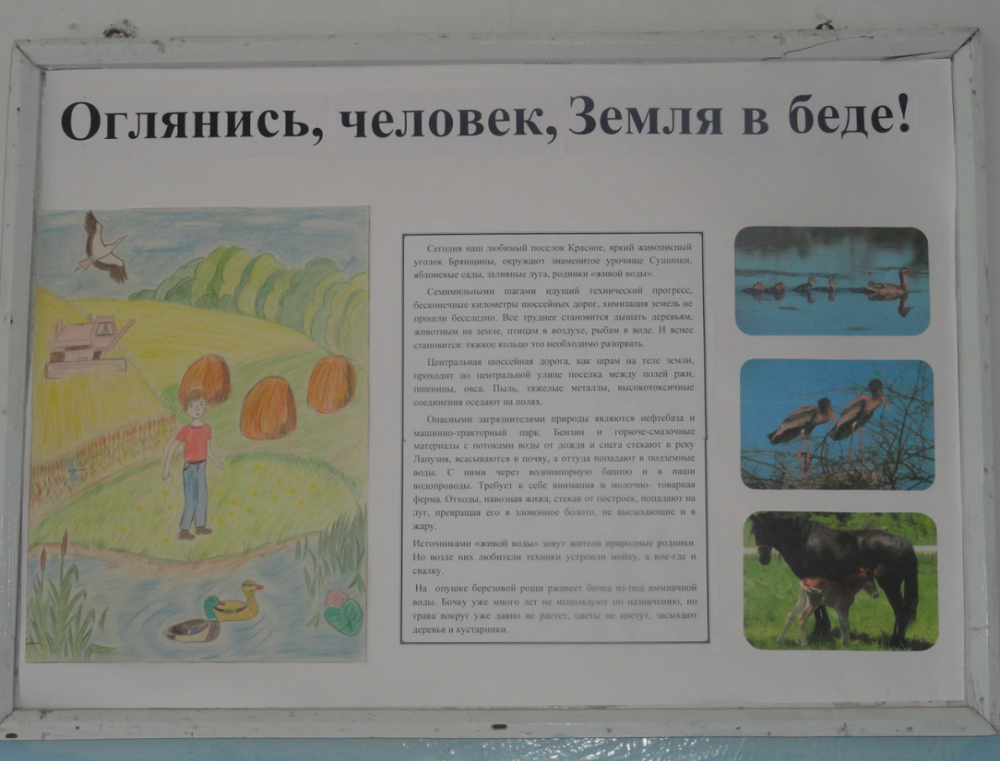 Оглянись, человек, Земля в беде!
Сегодня наш любимый поселок Красное, яркий живописный
уголок Брянщины, окружают знаменитое урочище Сущинки,
яблоневые сады, заливные луга, родники «живой воды».
Семимильными шагами идущий технический прогресс,
бесконечные километры шоссейных дорог, химизация земель не
прошли бесследно. Все труднее становится дышать деревьям,
животным на земле, птицам в воздухе, рыбам в воде. И яснее
становится: тяжкое кольцо это необходимо разорвать.
Центральная шоссейная дорога, как шрам на теле земли,
проходит по центральной улице поселка между полей ржи,
пшеницы, овса. Пыль, тяжелые металлы, высокотоксичные
соединения оседают на полях.
Опасными загрязнителями природы являются нефтебаза и
машинно-тракторный парк. Бензин и горюче-смазочные
материалы с потоками воды от дождя и снега стекают в реку
Лапузня, всасываются в почву, а оттуда попадают в подземные
воды. С ними через водонапорную башню и в наши
водопроводы. Требует к себе внимания и молочно- товарная
ферма. Отходы, навозная жижа, стекая от построек, попадают на
луг, превращая его в зловонное болото, не высыхающие и в
жару.
Источниками «живой воды» зовут жители природные родники.
Но возле них любители техники устроили мойку, а кое-где и
свалку.
На опушке березовой рощи ржавеет бочка из-под аммиачной
воды. Бочку уже много лет не используют по назначению, но
трава вокруг уже давно не растет, цветы не цветут, засыхают
деревья и кустарники.